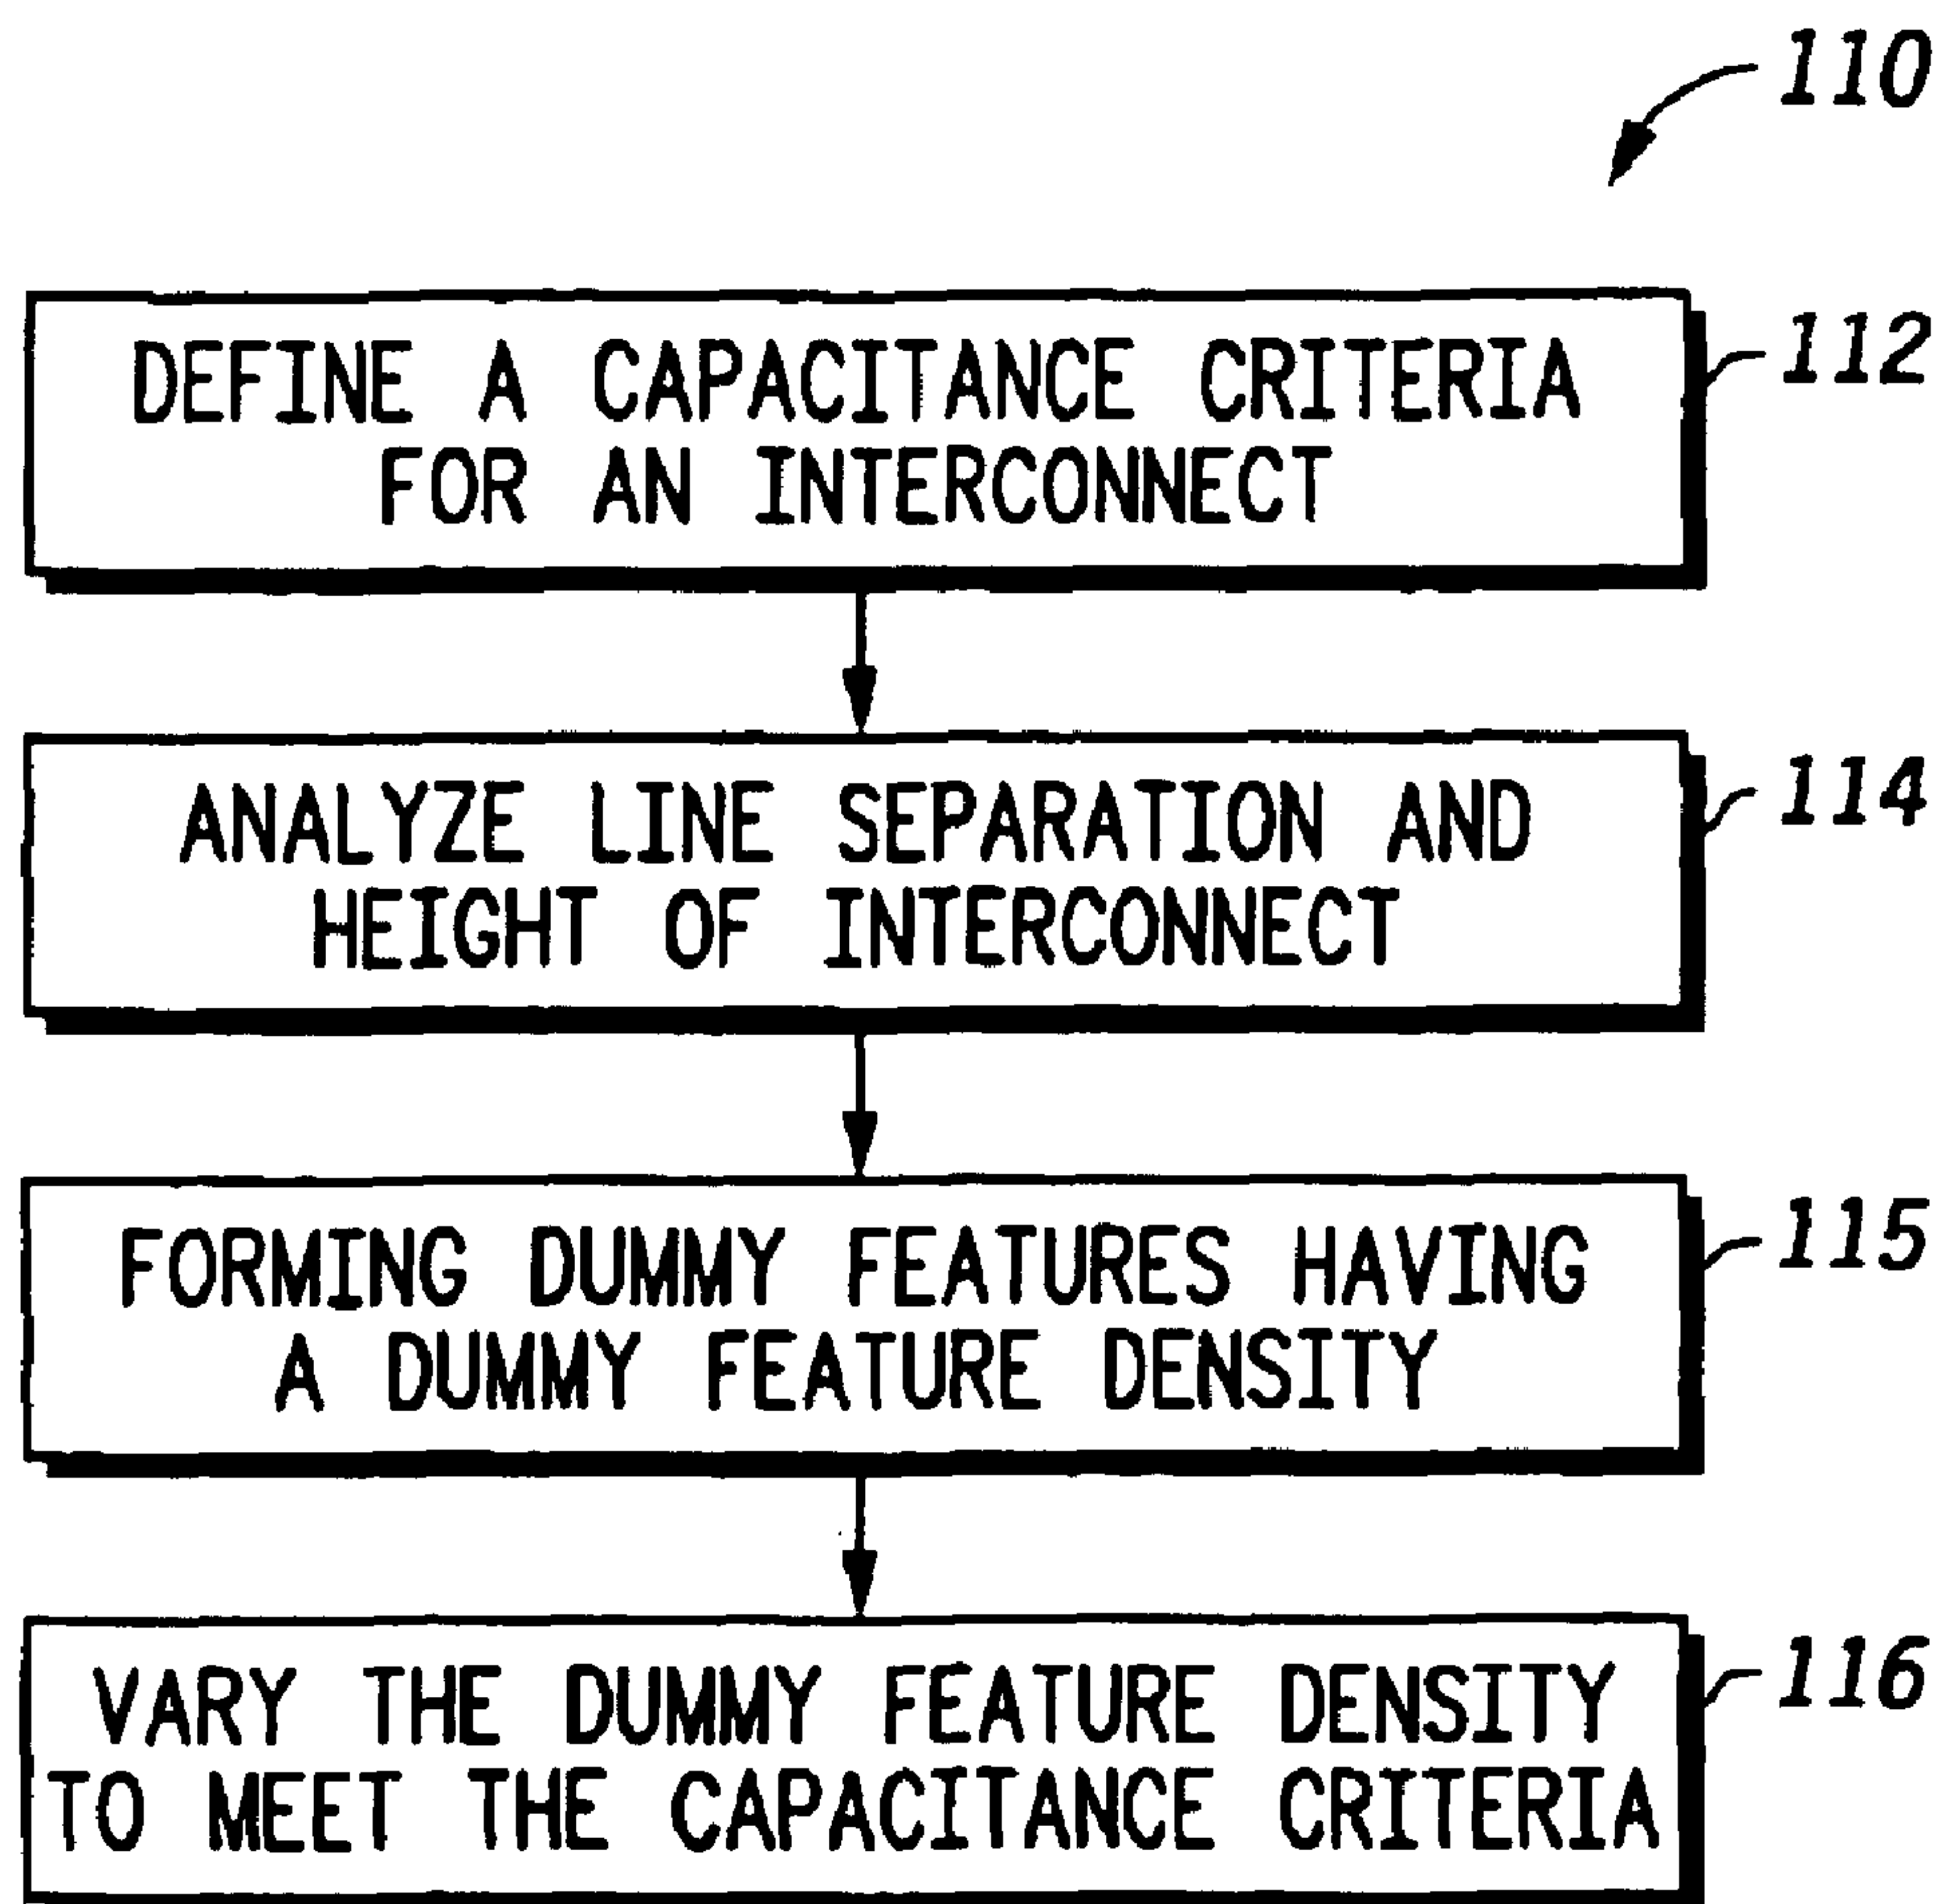 110
DEFINE A CAPACITANCE CRITERIA
FOR AN INTERCONNECT
112
ANALYZE LINE SEPARATION AND
HEIGHT OF INTERCONNECT
114
FORMING DUMMY FEATURES HAVING
A DUMMY FEATURE DENSITY
115
VARY THE DUMMY FEATURE DENSITY
TO MEET THE CAPACITANCE CRITERIA
116